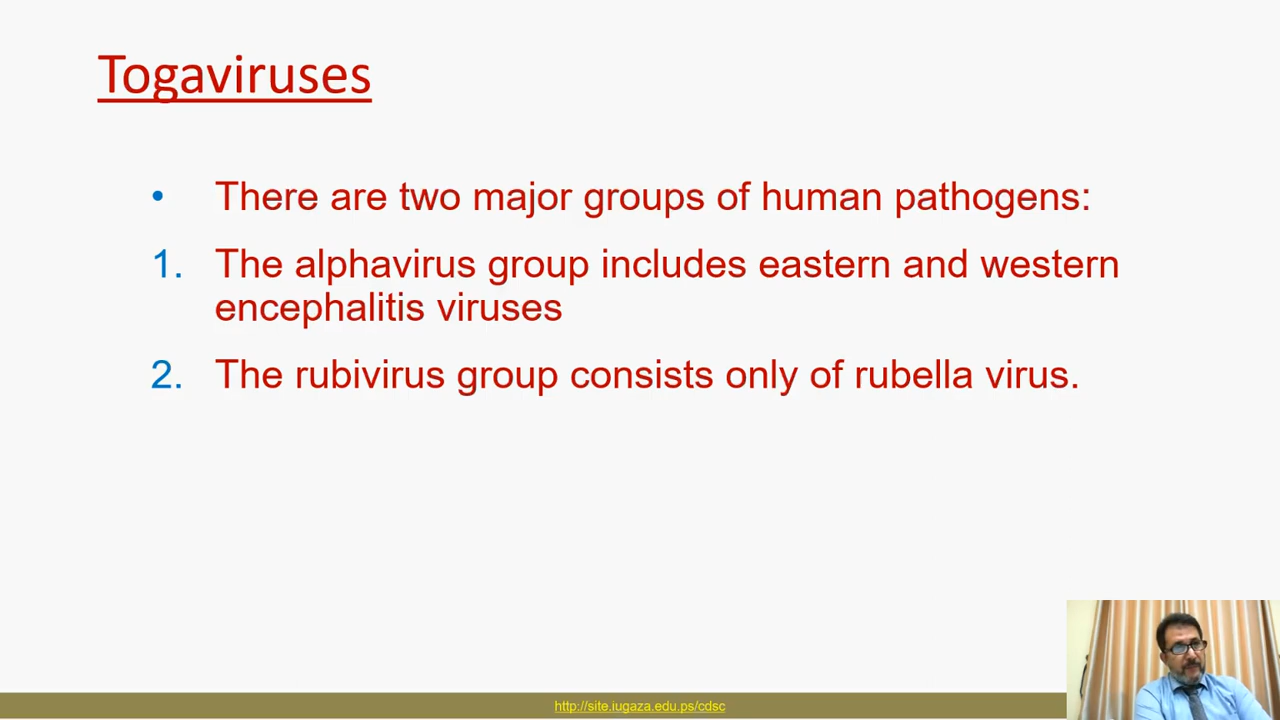 Togaviruses
• There are two major groups of human pathogens:
1. The alphavirus group includes eastern and western
encephalitis viruses
2. The rubivirus group consists only of rubella virus.
http://site.iugaza.edu.ps/cdsc